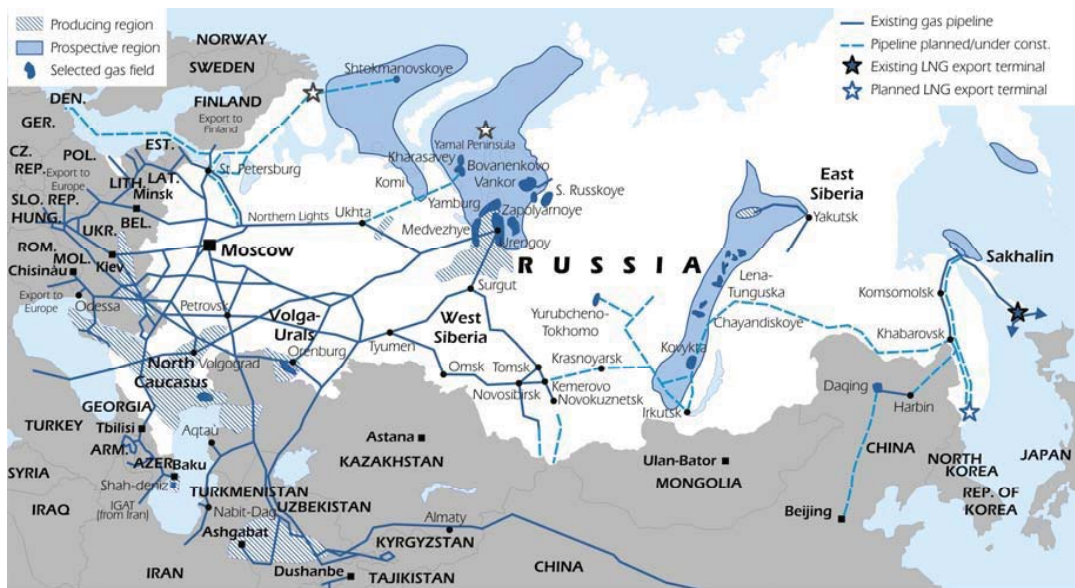 Producing region
Prospective region
Selected gas field
Existing gas pipeline
Pipeline planned/under const.
Existing LNG export terminal
Planned LNG export terminal
NORWAY
SWEDEN
FINLAND
Export to
Finland
DEN.
GER.
EST.
CZ.
REP.
POL.
Export to
Europe
LITH.
LAT.
Minsk
St. Petersburg
SLO. REP.
HUNG.
BEL.
UKR.
ROM.
MOL.
Kiev
Chisinău
Export to
Europe
Odessa
Moscow
Northern Lights
Ukhta
Komi
Shtokmanovskoye
Yamal Peninsula
Kharasavey
Bovanenkovo
Vankor
S. Russkoye
Yamburg
Zapolyarnoye
Medvezhye
Urengoy
RUSSIA
East
Siberia
Yakutsk
Sakhalin
Surgut
Lena-
Tunguska
Komsomolsk
Yurubcheno-
Tokhomo
Chayandiskoye
Khabarovsk
Petrovsk
Volga-
Urals
Orenburg
Tyumen
West
Siberia
Omsk
Tomsk
Krasnoyarsk
Kemerovo
Novosibirsk
Novokuznetsk
Kovykta
Irkutsk
North
Caucasus
Volgograd
Daqing
Harbin
CHINA
NORTH
KOREA
JAPAN
REP. OF
KOREA
Beijing
GEORGIA
Tbilisi
TURKEY
ARM.
AZER.
Baku
Aqtaù
Astana
KAZAKHSTAN
Ulan-Bator
MONGOLIA
SYRIA
Shah-deniz
IRAQ
IGAT
(from Iran)
TURKMENISTAN
Nabit-Dag
UZBEKISTAN
Ashgabat
Almaty
KYRGYZSTAN
IRAN
Dushanbe
TAJIKISTAN
CHINA